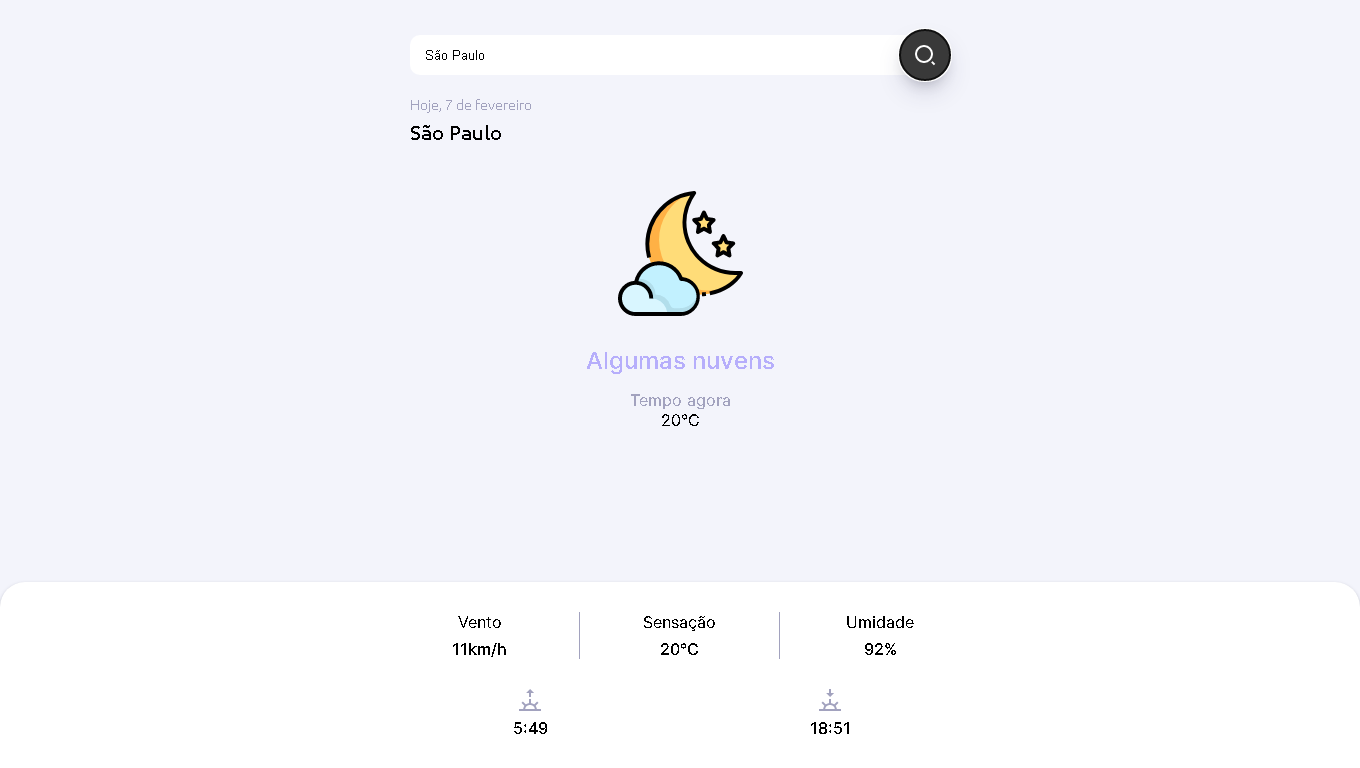 São Paulo
Hoje, 7 de fevereiro
São Paulo
Algumas nuvens
Tempo agora
20°C
Vento Sensação Umidade
11km/h 20°C 92%
5:49 18:51